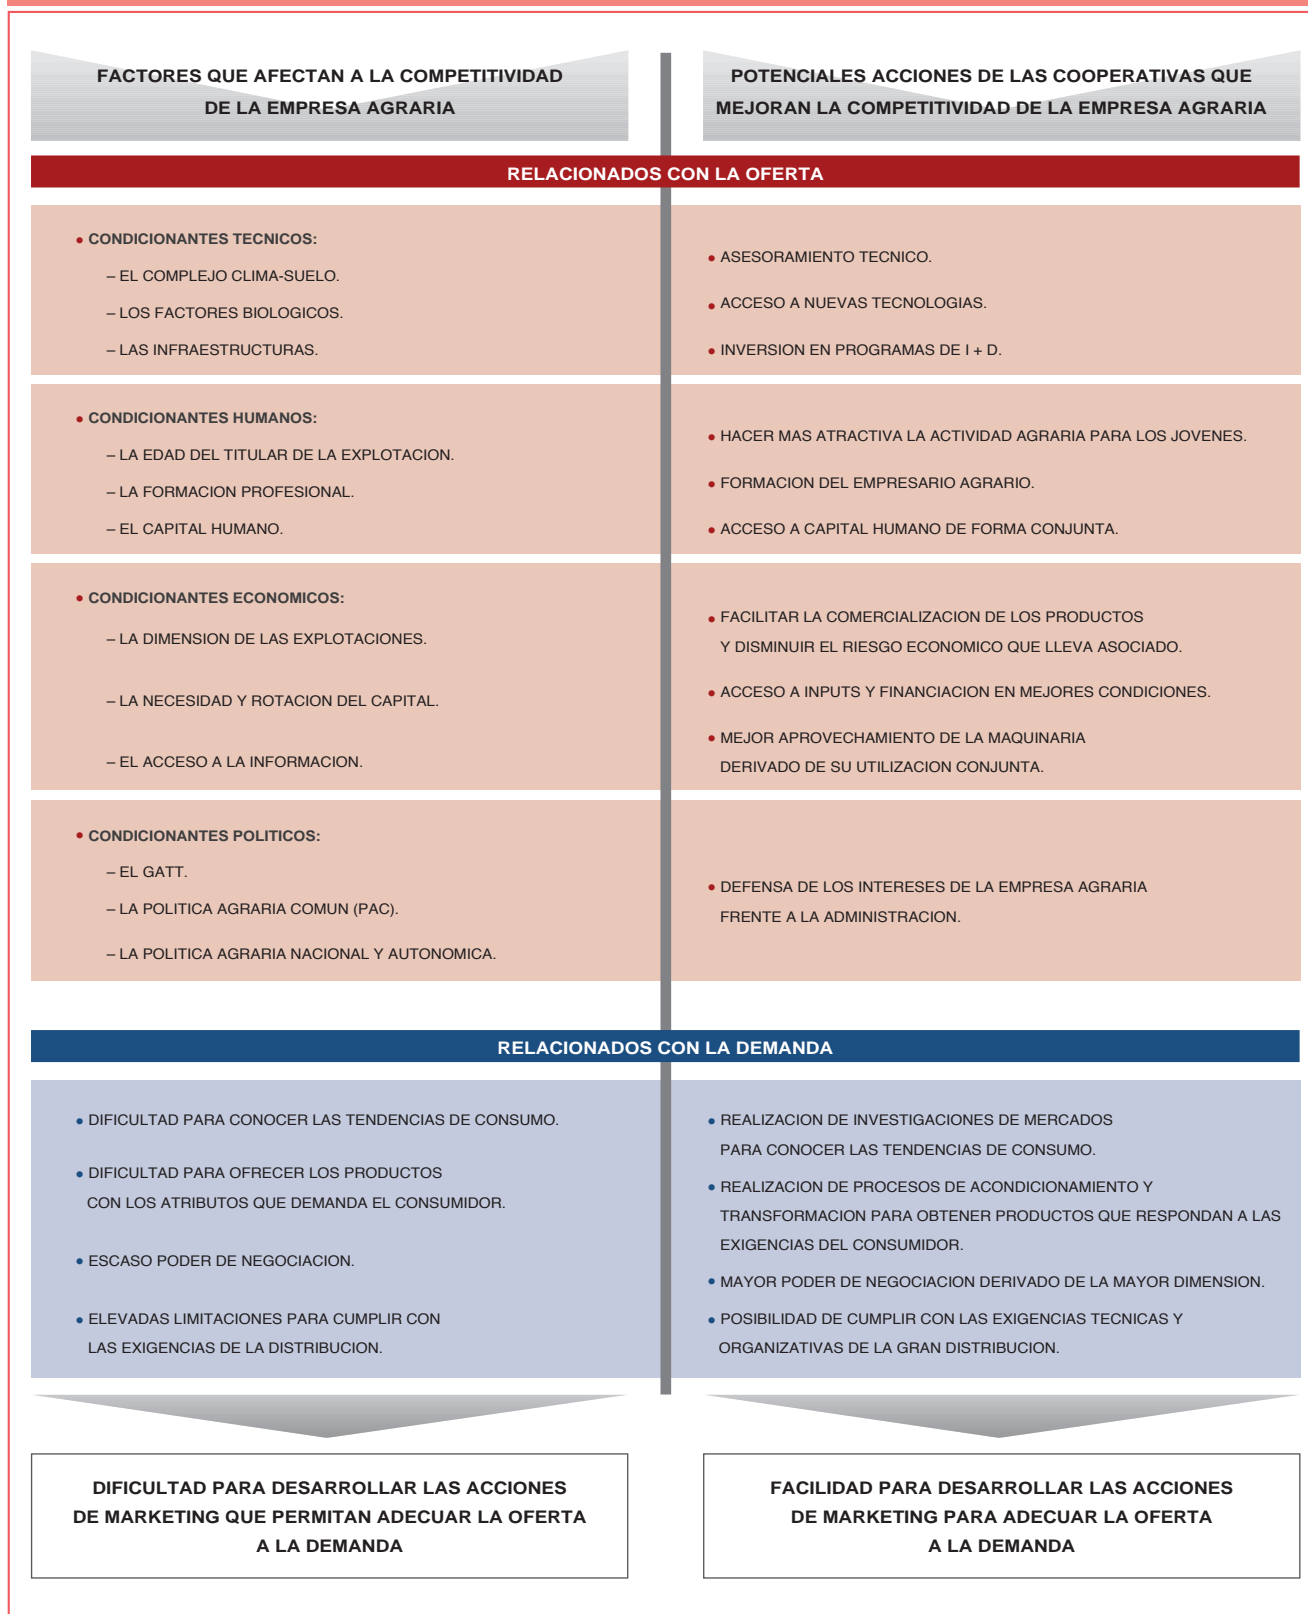 FACTORES QUE AFECTAN A LA COMPETITIVIDAD
DE LA EMPRESA AGRARIA
POTENCIALES ACCIONES DE LAS COOPERATIVAS QUE
MEJORAN LA COMPETITIVIDAD DE LA EMPRESA AGRARIA
RELACIONADOS CON LA OFERTA
• CONDICIONANTES TECNICOS:
– EL COMPLEJO CLIMA-SUELO.
– LOS FACTORES BIOLOGICOS.
– LAS INFRAESTRUCTURAS.
• ASESORAMIENTO TECNICO.
• ACCESO A NUEVAS TECNOLOGIAS.
• INVERSION EN PROGRAMAS DE I + D.
• CONDICIONANTES HUMANOS:
– LA EDAD DEL TITULAR DE LA EXPLOTACION.
– LA FORMACION PROFESIONAL.
– EL CAPITAL HUMANO.
• HACER MAS ATRACTIVA LA ACTIVIDAD AGRARIA PARA LOS JOVENES.
• FORMACION DEL EMPRESARIO AGRARIO.
• ACCESO A CAPITAL HUMANO DE FORMA CONJUNTA.
• CONDICIONANTES ECONOMICOS:
– LA DIMENSION DE LAS EXPLOTACIONES.
– LA NECESIDAD Y ROTACION DEL CAPITAL.
– EL ACCESO A LA INFORMACION.
• FACILITAR LA COMERCIALIZACION DE LOS PRODUCTOS
Y DISMINUIR EL RIESGO ECONOMICO QUE LLEVA ASOCIADO.
• ACCESO A INPUTS Y FINANCIACION EN MEJORES CONDICIONES.
• MEJOR APROVECHAMIENTO DE LA MAQUINARIA
DERIVADO DE SU UTILIZACION CONJUNTA.
• CONDICIONANTES POLITICOS:
– EL GATT.
– LA POLITICA AGRARIA COMUN (PAC).
– LA POLITICA AGRARIA NACIONAL Y AUTONOMICA.
• DEFENSA DE LOS INTERESES DE LA EMPRESA AGRARIA
FRENTE A LA ADMINISTRACION.
RELACIONADOS CON LA DEMANDA
• DIFICULTAD PARA CONOCER LAS TENDENCIAS DE CONSUMO.
• DIFICULTAD PARA OFRECER LOS PRODUCTOS
CON LOS ATRIBUTOS QUE DEMANDA EL CONSUMIDOR.
• ESCASO PODER DE NEGOCIACION.
• ELEVADAS LIMITACIONES PARA CUMPLIR CON
LAS EXIGENCIAS DE LA DISTRIBUCION.
• REALIZACION DE INVESTIGACIONES DE MERCADOS
PARA CONOCER LAS TENDENCIAS DE CONSUMO.
• REALIZACION DE PROCESOS DE ACONDICIONAMIENTO Y
TRANSFORMACION PARA OBTENER PRODUCTOS QUE RESPONDAN A LAS
EXIGENCIAS DEL CONSUMIDOR.
• MAYOR PODER DE NEGOCIACION DERIVADO DE LA MAYOR DIMENSION.
• POSIBILIDAD DE CUMPLIR CON LAS EXIGENCIAS TECNICAS Y
ORGANIZATIVAS DE LA GRAN DISTRIBUCION.
DIFICULTAD PARA DESARROLLAR LAS ACCIONES
DE MARKETING QUE PERMITAN ADECUAR LA OFERTA
A LA DEMANDA
FACILIDAD PARA DESARROLLAR LAS ACCIONES
DE MARKETING PARA ADECUAR LA OFERTA
A LA DEMANDA